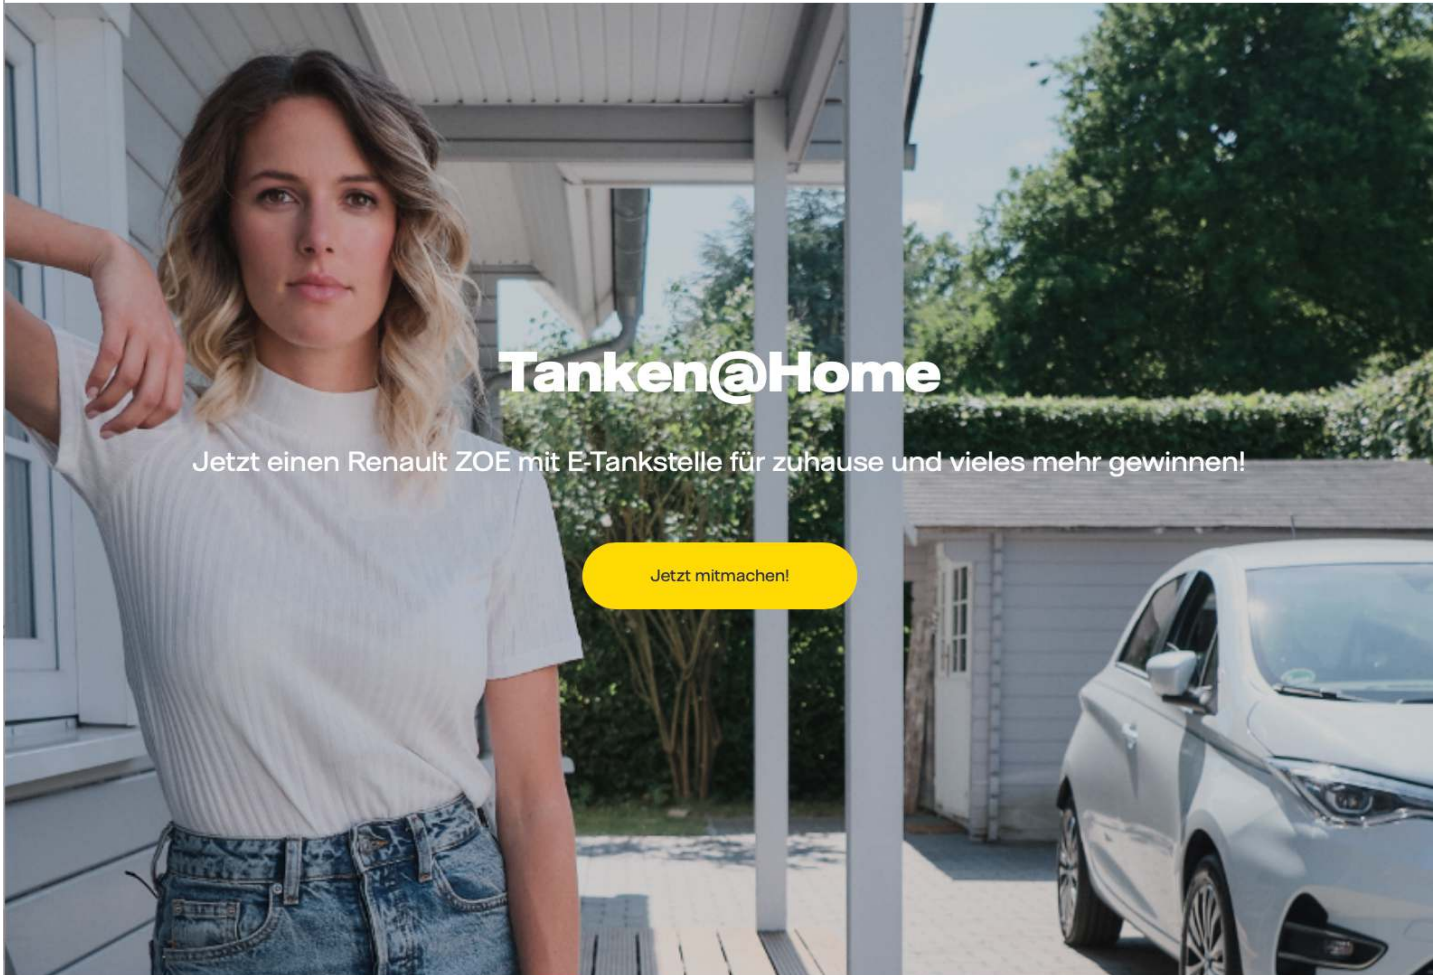 Tanken@Home
Jetzt einen Renault ZOE mit E-Tankstelle für zuhause und vieles mehr gewinnen!
Jetzt mitmachen!